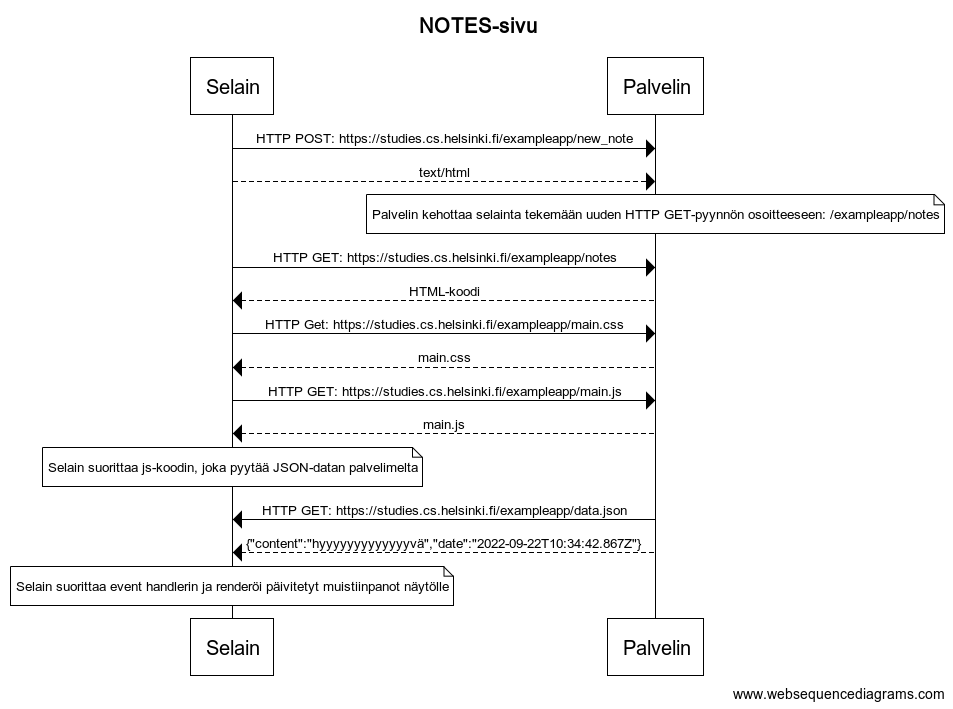 NOTES-sivu
Selain
Palvelin
HTTP POST: https://studies.cs.helsinki.fi/exampleapp/new_note
text/html
Palvelin kehottaa selainta tekemään uuden HTTP GET-pyynnön osoitteeseen: /exampleapp/notes
HTTP GET: https://studies.cs.helsinki.fi/exampleapp/notes
HTML-koodi
HTTP Get: https://studies.cs.helsinki.fi/exampleapp/main.css
main.css
HTTP GET: https://studies.cs.helsinki.fi/exampleapp/main.js
main.js
Selain suorittaa js-koodin, joka pyytää JSON-datan palvelimelta
HTTP GET: https://studies.cs.helsinki.fi/exampleapp/data.json
{"content":"hyyyyyyyyyyyyyvä","date":"2022-09-22T10:34:42.867Z"}
Selain suorittaa event handlerin ja renderöi päivitetyt muistiinpanot näytölle
Selain
Palvelin
www.websequencediagrams.com